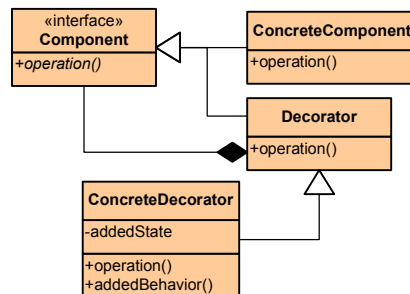 «interface»
Component
+operation()
ConcreteComponent
+operation()
Decorator
+operation()
ConcreteDecorator
-addedState
+operation()
+addedBehavior()